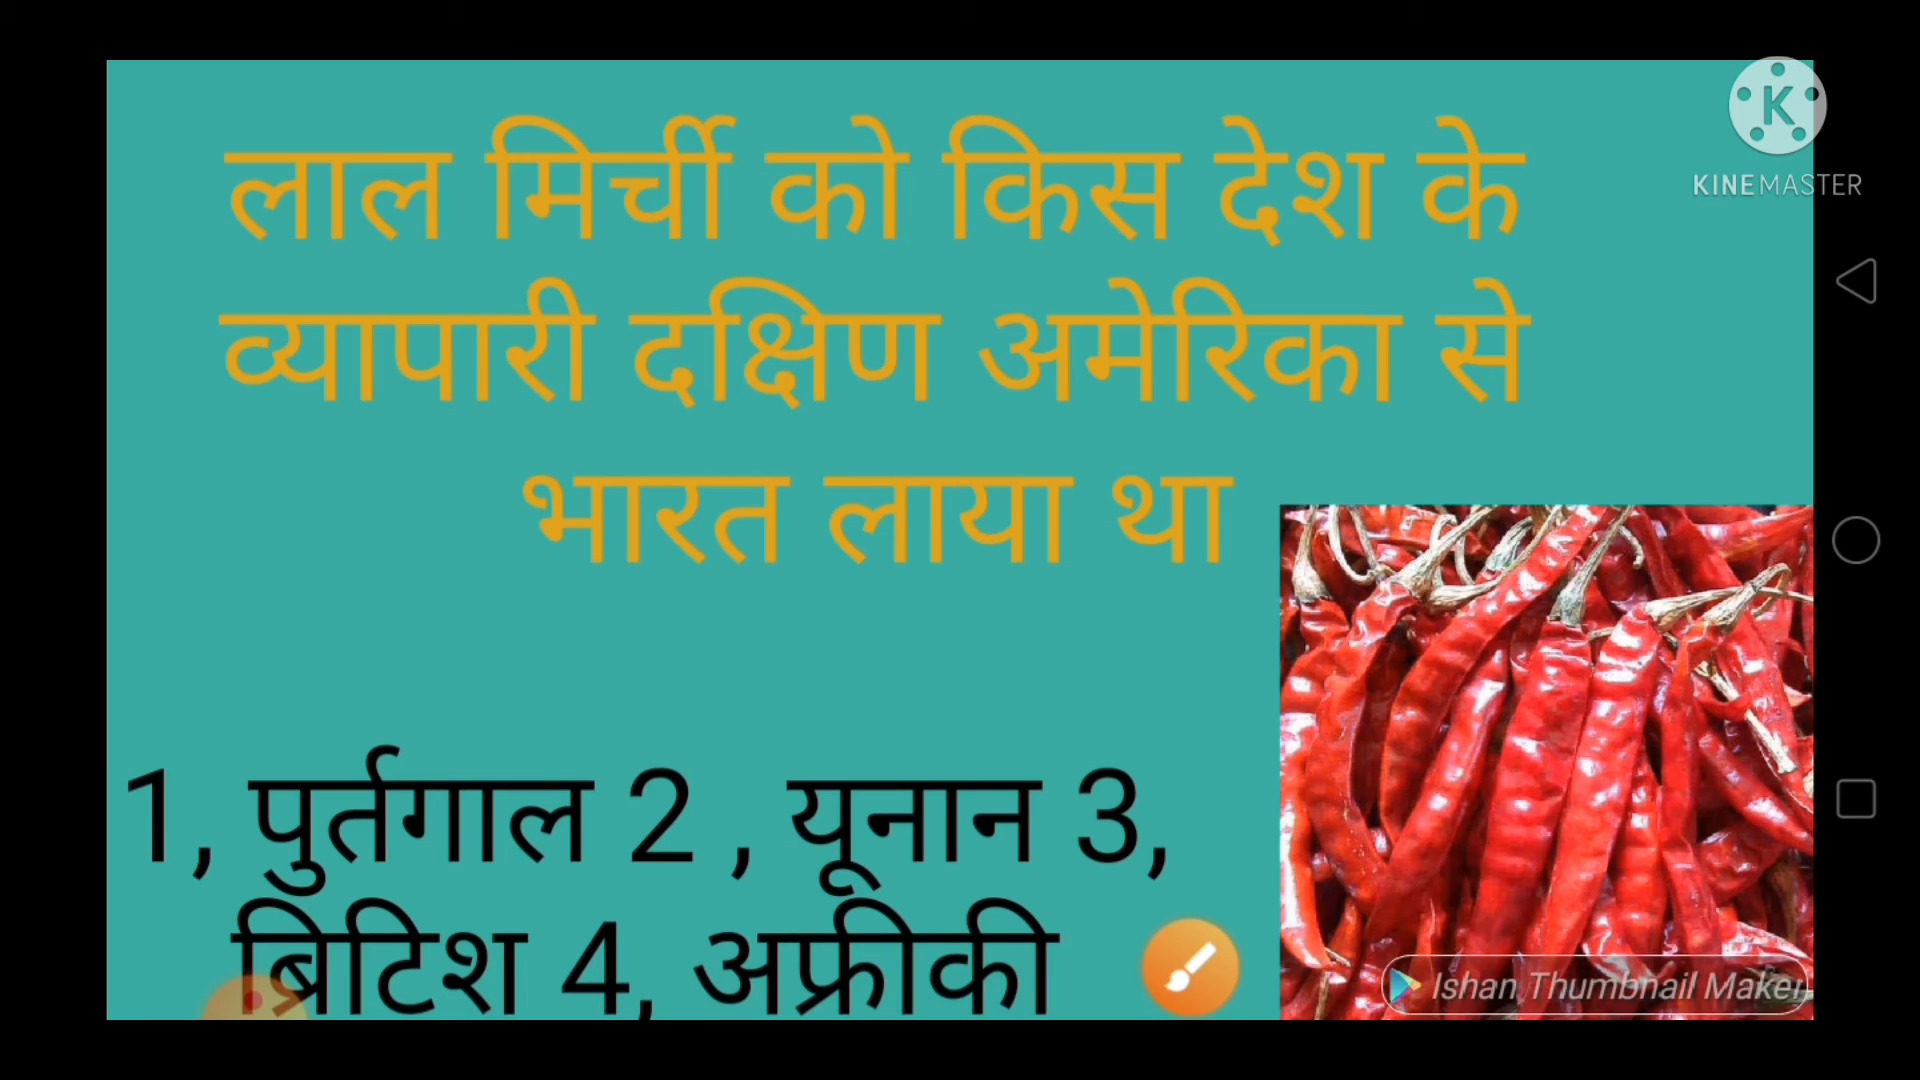 लाल मिर्ची को किस देश के
व्यापारी दक्षिण अमेरिका से
भारत लाया था
1, पुर्तगाल 2 , यूनान 3,
ब्रिटिश 4, अफ्रीकी
K
KINEMASTER
Ishan Thumbnail Maker